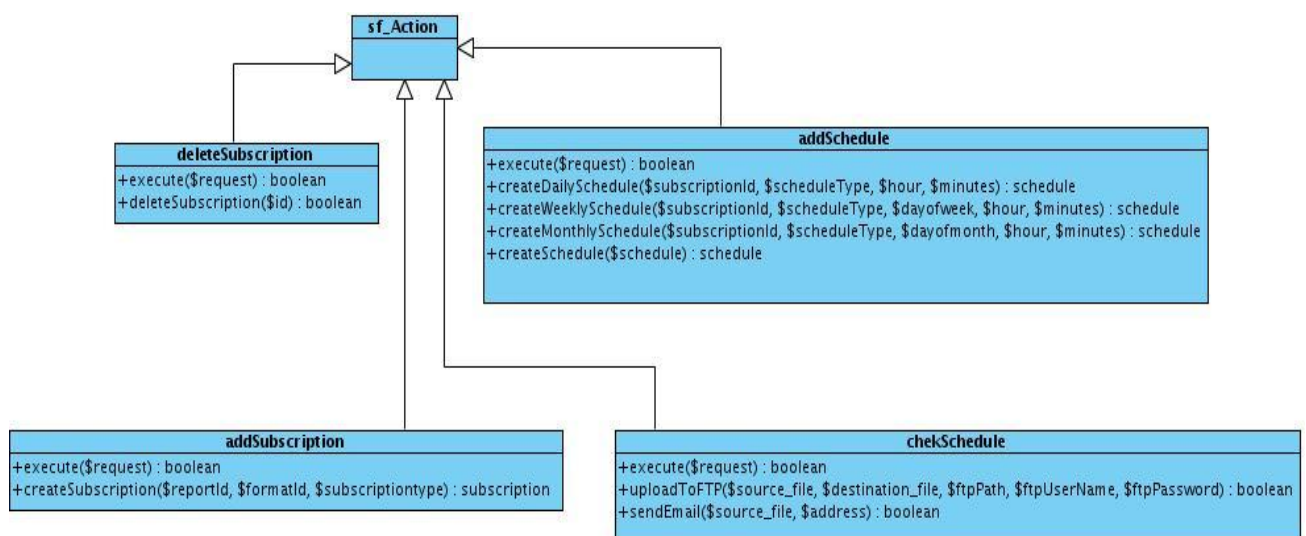 sf_Action
deleteSubscription
+execute($request) : boolean
+deleteSubscription($id) : boolean
addSchedule
+execute($request) : boolean
+createDailySchedule($subscriptionId, $scheduleType, $hour, $minutes) : schedule
+createWeeklySchedule($subscriptionId, $scheduleType, $dayofweek, $hour, $minutes) : schedule
+createMonthlySchedule($subscriptionId, $scheduleType, $dayofmonth, $hour, $minutes) : schedule
+createSchedule($schedule) : schedule
addSubscription
+execute($request) : boolean
+createSubscription($reportId, $formatId, $subscriptiontype) : subscription
chekSchedule
+execute($request) : boolean
+uploadToFTP($source_file, $destination_file, $ftpPath, $ftpUserName, $ftpPassword) : boolean
+sendEmail($source_file, $address) : boolean